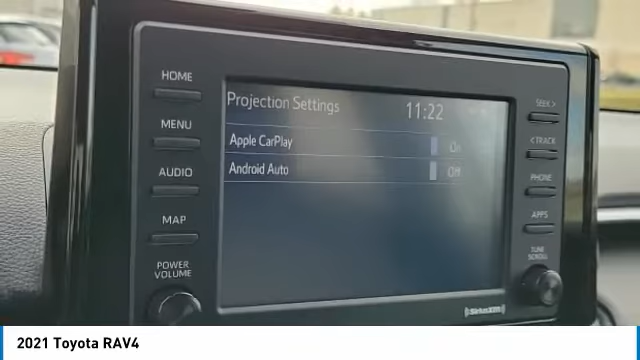 HOME
MENU
AUDIO
MAP
POWER
VOLUME
Projection Settings 11:22
Apple CarPlay On
Android Auto Off
SEEK >
< TRACK
PHONE
APPS
TUNE
SCROLL
SiriusXM
2021 Toyota RAV4